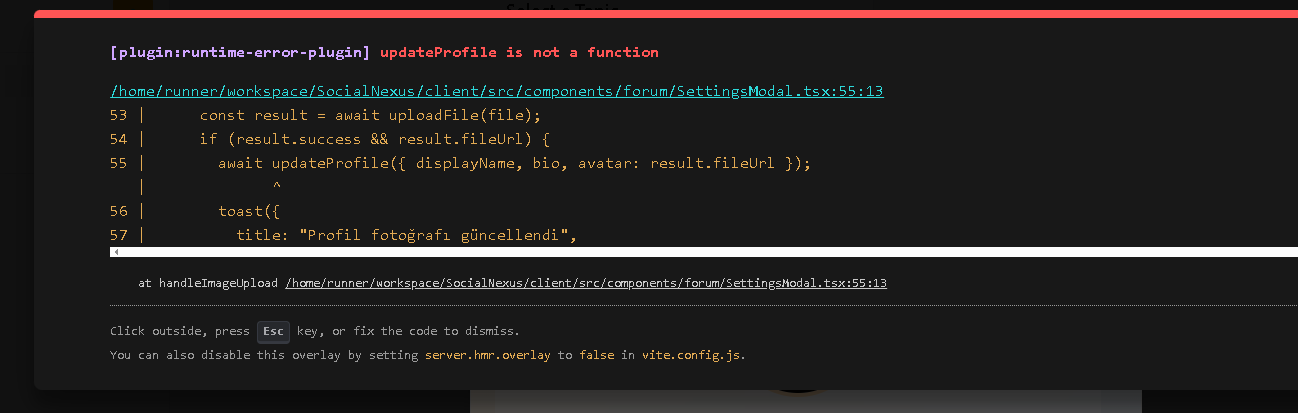 [plugin:runtime-error-plugin] updateProfile is not a function
/home/runner/workspace/SocialNexus/client/src/components/forum/SettingsModal.tsx:55:13
53 |      const result = await uploadFile(file);
54 |      if (result.success && result.fileUrl) {
55 |        await updateProfile({ displayName, bio, avatar: result.fileUrl });
   |              ^
56 |        toast({
57 |          title: "Profil fotoğrafı güncellendi",
at handleImageUpload /home/runner/workspace/SocialNexus/client/src/components/forum/SettingsModal.tsx:55:13
Click outside, press Esc key, or fix the code to dismiss.
You can also disable this overlay by setting server.hmr.overlay to false in vite.config.js.